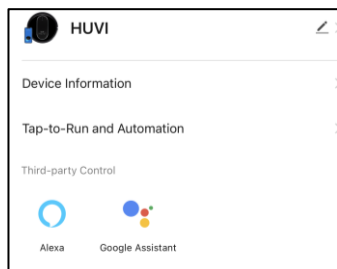 HUVI
Device Information
Tap-to-Run and Automation
Third-party Control
Alexa
Google Assistant